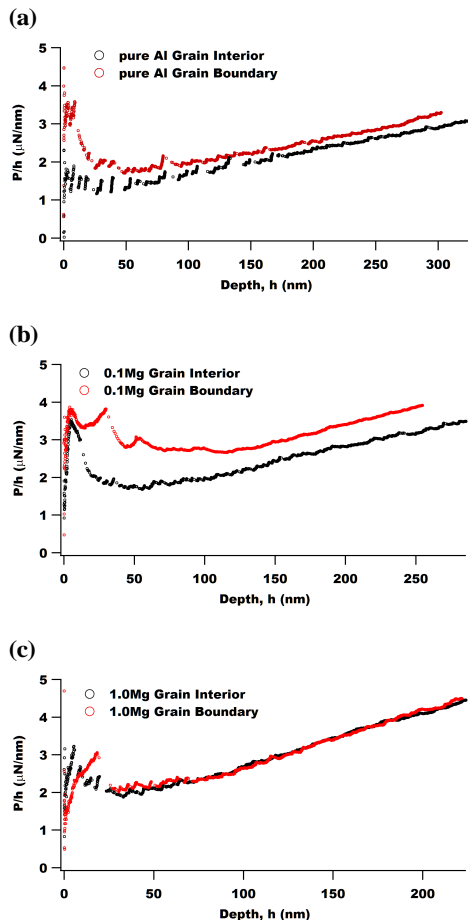 (a)
pure Al Grain Interior
pure Al Grain Boundary
5
4
3
2
1
0
P/h (µN/nm)
0 50 100 150 200 250 300
Depth, h (nm)
(b)
0.1Mg Grain Interior
0.1Mg Grain Boundary
5
4
3
2
1
0
P/h (µN/nm)
0 50 100 150 200 250
Depth, h (nm)
(c)
1.0Mg Grain Interior
1.0Mg Grain Boundary
5
4
3
2
1
0
P/h (µN/nm)
0 50 100 150 200
Depth, h (nm)